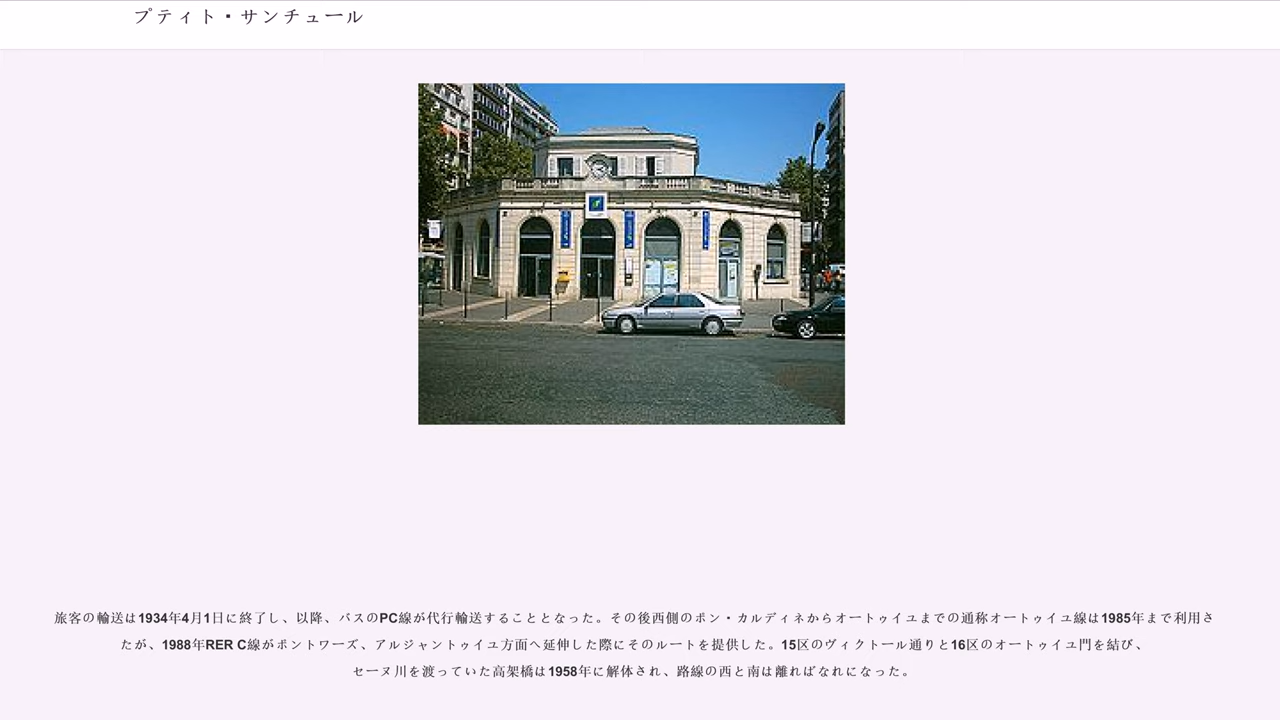 プティト・サンチュール
旅客の輸送は1934年4月1日に終了し、以降、バスのPC線が代行輸送することとなった。その後西側のポン・カルディネからオートゥイユまでの通称オートゥイユ線は1985年まで利用さ
たが、1988年RER C線がポントワーズ、アルジャントゥイユ方面へ延伸した際にそのルートを提供した。15区のヴィクトール通りと16区のオートゥイユ門を結び、
セーヌ川を渡っていた高架橋は1958年に解体され、路線の西と南は離ればなれになった。